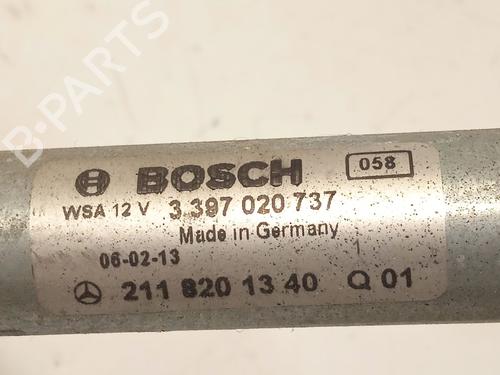 B-PARTS
BOSCH
058
WSA 12 V 3 397 020 737
Made in Germany
06-02-13
211 820 13 40 Q 01